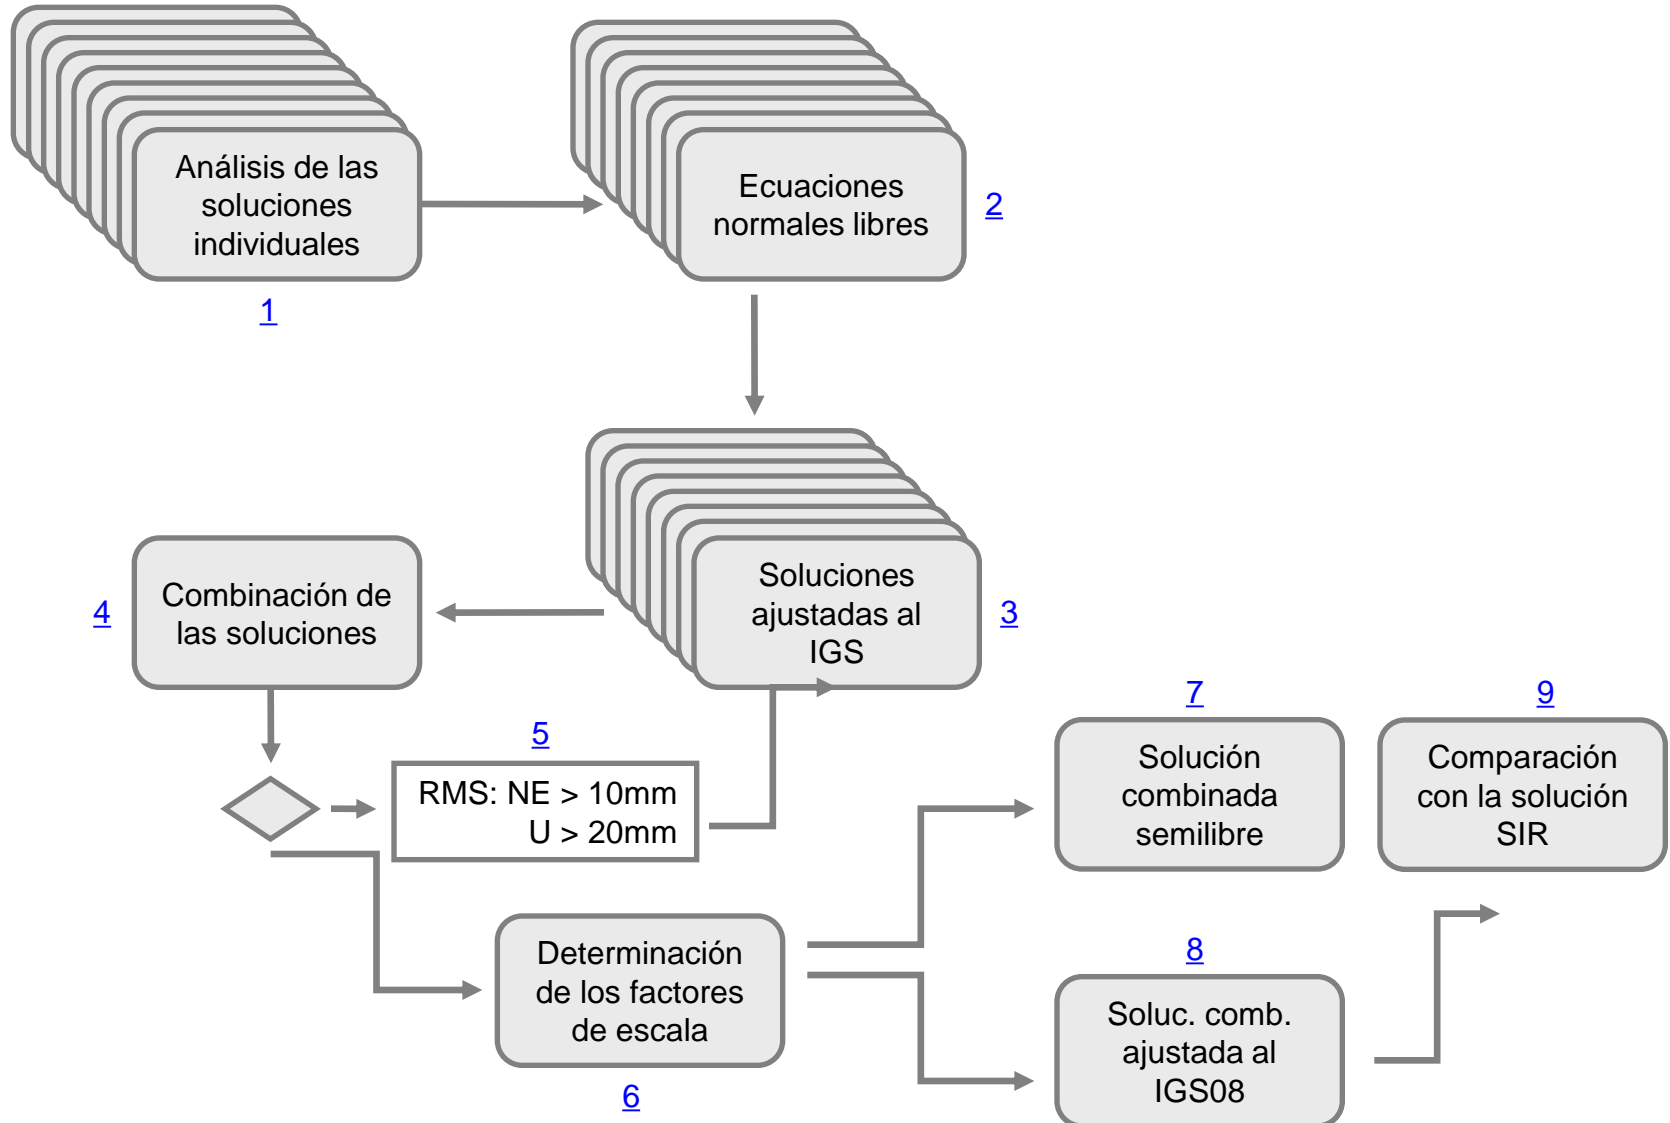 Análisis de las
soluciones
individuales
1
Ecuaciones
normales libres
2
Soluciones
ajustadas al
IGS
3
Combinación de
las soluciones
4
5
RMS: NE > 10mm
U > 20mm
Determinación
de los factores
de escala
6
7
Solución
combinada
semilibre
8
Soluc. comb.
ajustada al
IGS08
9
Comparación
con la solución
SIR